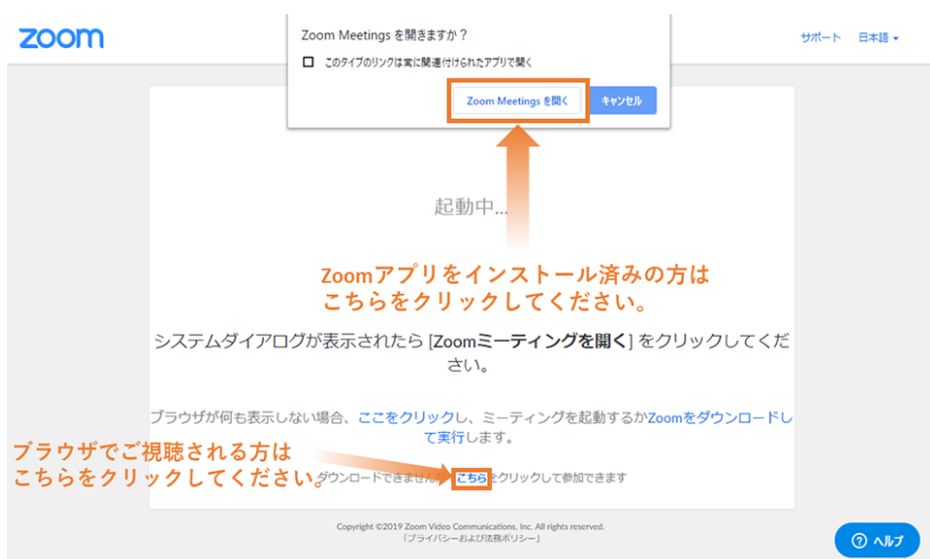 zoom
サポート 日本語
Zoom Meetings を開きますか？
このタイプのリンクは常に関連付けられたアプリで開く
Zoom Meetings を開く キャンセル
起動中...
Zoomアプリをインストール済みの方は
こちらをクリックしてください。
システムダイアログが表示されたら [Zoomミーティングを開く] をクリックしてくだ
さい。
ブラウザが何も表示しない場合、ここをクリックし、ミーティングを起動するかZoomをダウンロードし
て実行します。
ブラウザでご視聴される方は
こちらをクリックしてください。
ダウンロードできません こちらをクリックして参加できます
Copyright ©2019 Zoom Video Communications, Inc. All rights reserved.
「プライバシーおよび法務ポリシー」
ヘルプ